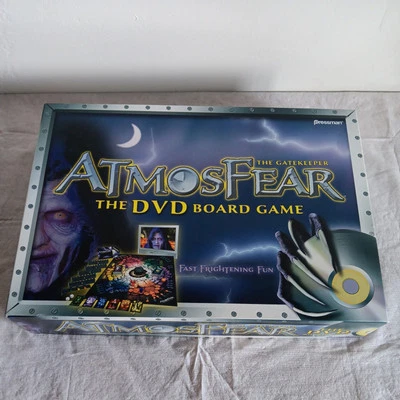 Pressman
THE GATEKEEPER
ATMOSFEAR
THE DVD BOARD GAME
FAST FRIGHTENING FUN
ATMOSFEAR